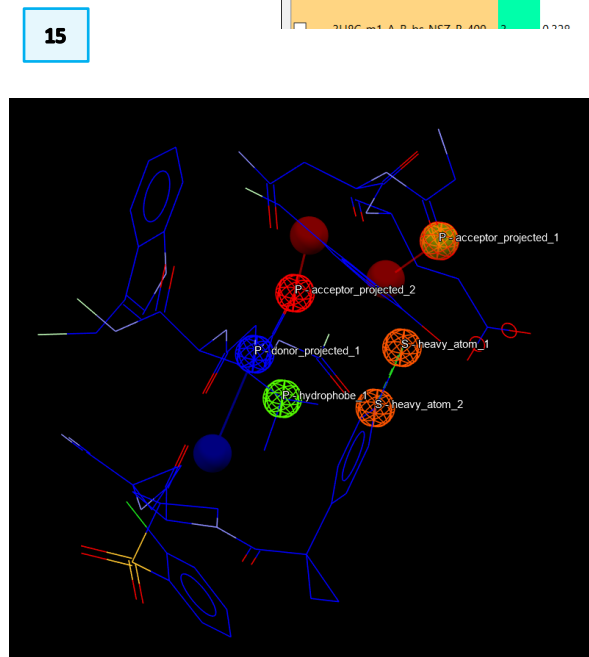 15
P - acceptor_projected_1
P - acceptor_projected_2
S - heavy_atom_1
P - donor_projected_1
P - hydrophobe_1
S - heavy_atom_2